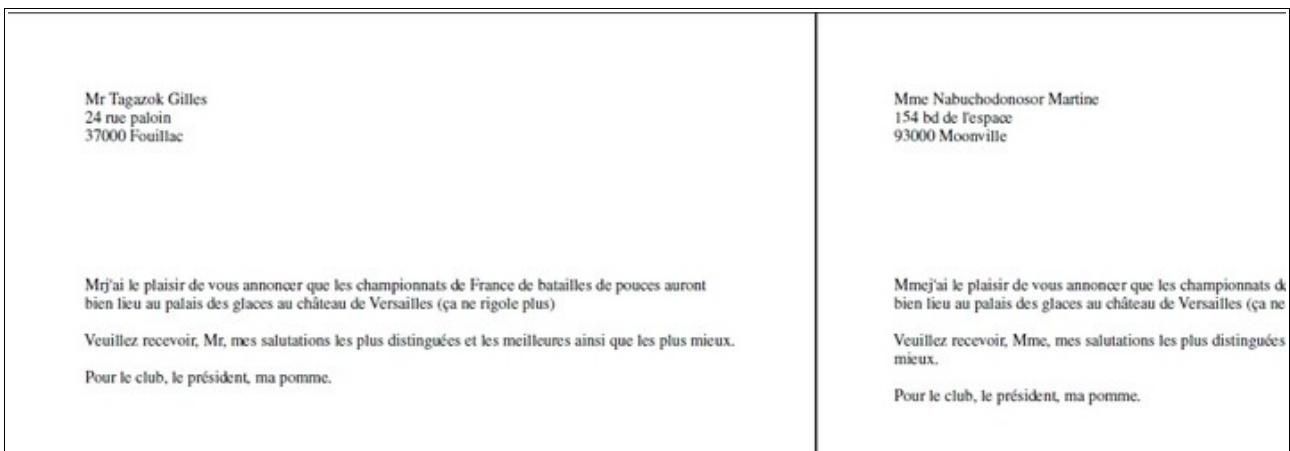 Mr Tagazok Gilles
24 rue paloin
37000 Fouillac
Mrj'ai le plaisir de vous annoncer que les championnats de France de batailles de pouces auront
bien lieu au palais des glaces au château de Versailles (ça ne rigole plus)
Veuillez recevoir, Mr, mes salutations les plus distinguées et les meilleures ainsi que les plus mieux.
Pour le club, le président, ma pomme.
Mme Nabuchodonosor Martine
154 bd de l'espace
93000 Moonville
Mmej'ai le plaisir de vous annoncer que les championnats d
bien lieu au palais des glaces au château de Versailles (ça ne
Veuillez recevoir, Mme, mes salutations les plus distinguées
mieux.
Pour le club, le président, ma pomme.